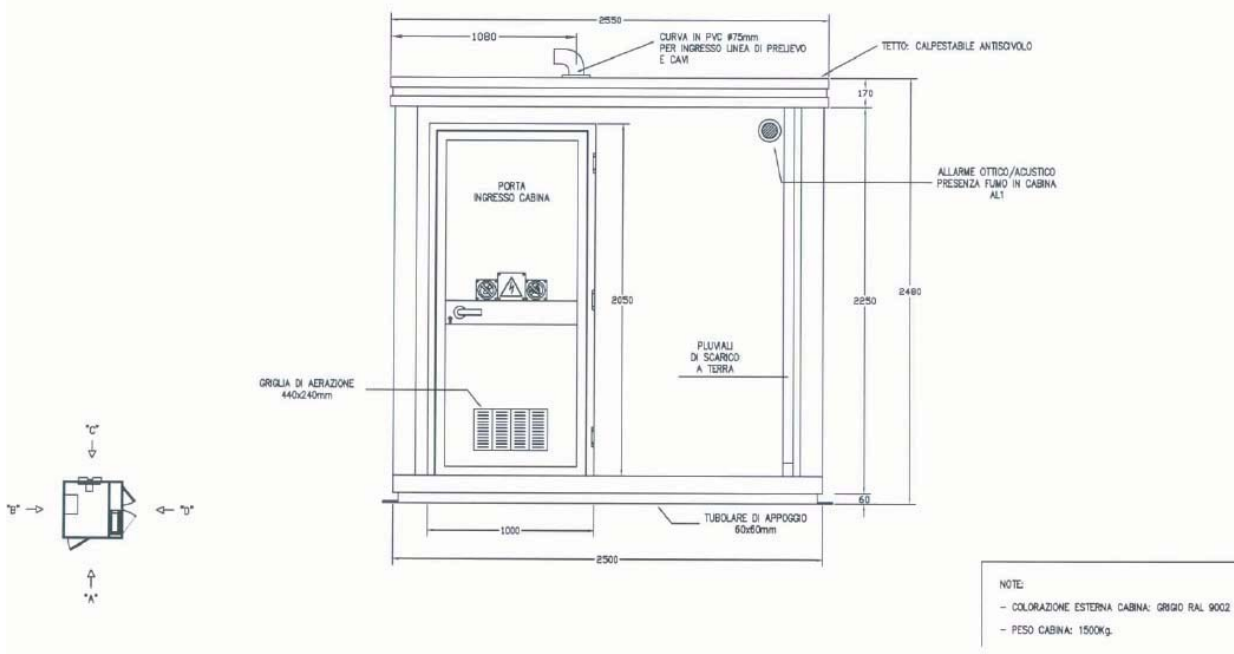 2550
1080
CURVA IN PVC Ø75mm
PER INGRESSO LINEA DI PRELIEVO
E CAVI
TETTO: CALPESTABILE ANTISCIVOLO
170
ALLARME OTTICO/ACUSTICO
PRESENZA FUMO IN CABINA
AL1
PORTA
INGRESSO CABINA
2050
2250
2480
PLUVIALI
DI SCARICO
A TERRA
GRIGLIA DI AERAZIONE
440x240mm
"C"
"B"
"D"
"A"
60
TUBOLARE DI APPOGGIO
60x60mm
1000
2500
NOTE:
- COLORAZIONE ESTERNA CABINA: GRIGIO RAL 9002
- PESO CABINA: 1500Kg.